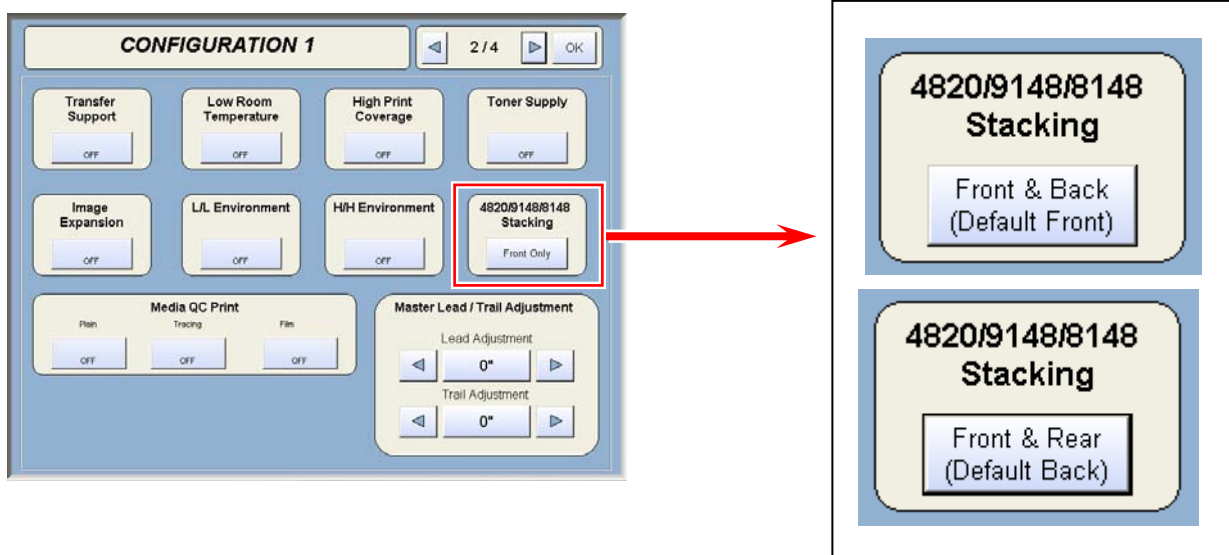 CONFIGURATION 1
2 / 4
OK
Transfer
Support
OFF
Low Room
Temperature
OFF
High Print
Coverage
OFF
Toner Supply
OFF
Image
Expansion
OFF
L/L Environment
OFF
H/H Environment
OFF
4820/9148/8148
Stacking
Front Only
Media QC Print
Plain
Tracing
Film
OFF
OFF
OFF
Master Lead / Trail Adjustment
Lead Adjustment
0"
Trail Adjustment
0"
4820/9148/8148
Stacking
Front & Back
(Default Front)
4820/9148/8148
Stacking
Front & Rear
(Default Back)